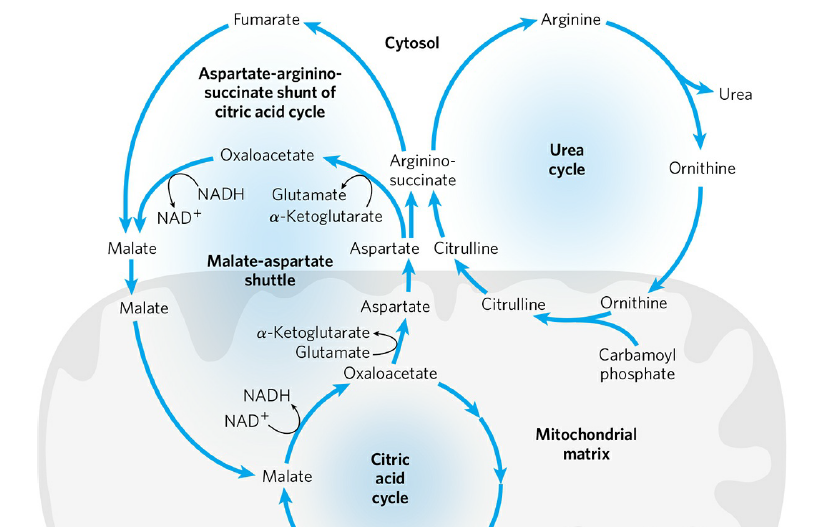 Fumarate
Arginine
Cytosol
Aspartate-arginino-
succinate shunt of
citric acid cycle
Urea
Oxaloacetate
Arginino-
succinate
Urea
cycle
Ornithine
NADH
NAD+
Glutamate
α-Ketoglutarate
Malate
Aspartate
Citrulline
Malate-aspartate
shuttle
Malate
Aspartate
Citrulline
Ornithine
α-Ketoglutarate
Glutamate
Carbamoyl
phosphate
Oxaloacetate
NADH
NAD+
Mitochondrial
matrix
Malate
Citric
acid
cycle